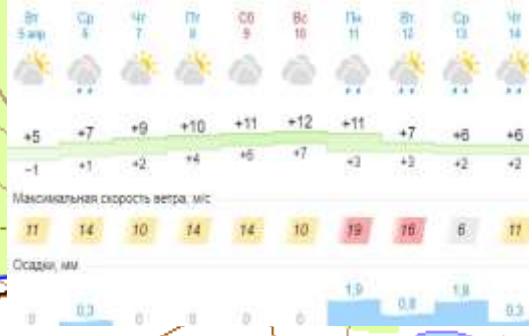 Вт Ср Чт Пт Сб Вс Пн Вт Ср Чт
5 апр 6 7 8 9 10 11 12 13 14
+5 +7 +9 +10 +11 +12 +11 +7 +6 +6
−1 +1 +2 +4 +6 +7 +3 +3 +2 +2
Максимальная скорость ветра, м/с
11 14 10 14 14 10 19 16 6 11
Осадки, мм
0 0,3 0 0 0 0 1,9 0,8 1,8 0,3